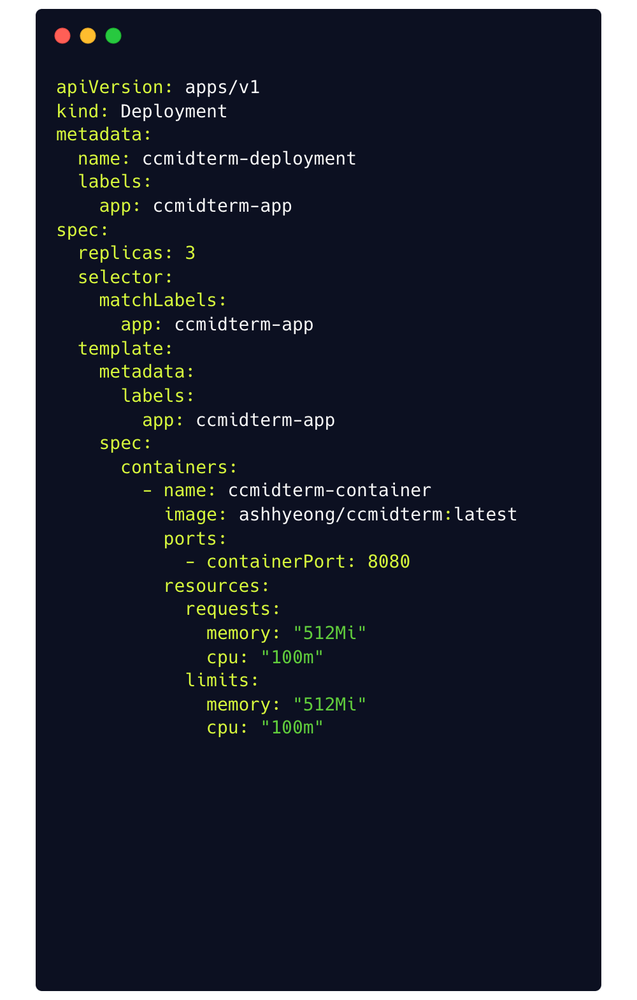 apiVersion: apps/v1
kind: Deployment
metadata:
  name: ccmidterm-deployment
  labels:
    app: ccmidterm-app
spec:
  replicas: 3
  selector:
    matchLabels:
      app: ccmidterm-app
  template:
    metadata:
      labels:
        app: ccmidterm-app
    spec:
      containers:
        - name: ccmidterm-container
          image: ashhyeong/ccmidterm:latest
          ports:
            - containerPort: 8080
          resources:
            requests:
              memory: "512Mi"
              cpu: "100m"
            limits:
              memory: "512Mi"
              cpu: "100m"